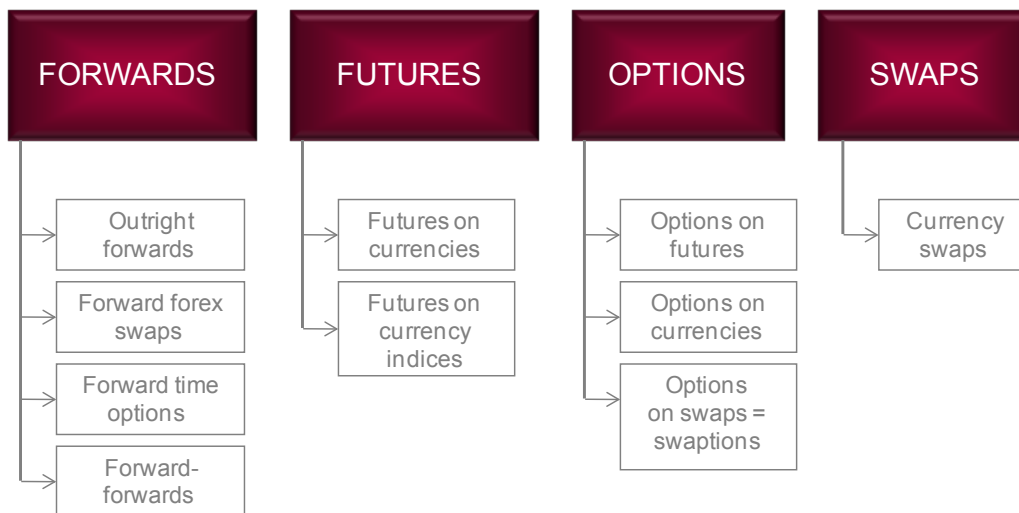 FORWARDS
Outright
forwards
Forward forex
swaps
Forward time
options
Forward-
forwards
FUTURES
Futures on
currencies
Futures on
currency
indices
OPTIONS
Options on
futures
Options on
currencies
Options
on swaps =
swaptions
SWAPS
Currency
swaps